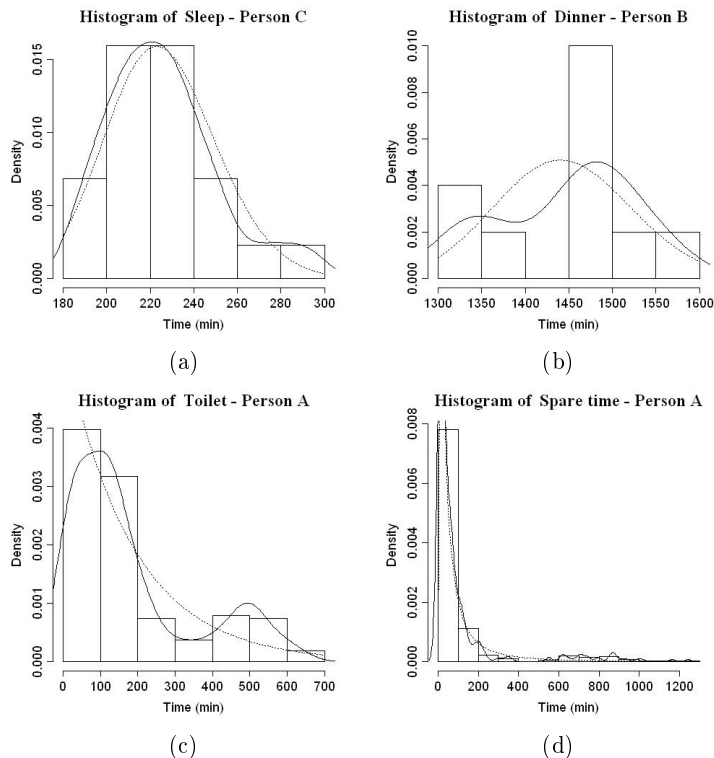 Histogram of Sleep - Person C
Density
0.000 0.005 0.010 0.015
180 200 220 240 260 280 300
Time (min)
(a)
Histogram of Dinner - Person B
Density
0.000 0.002 0.004 0.006 0.008 0.010
1300 1350 1400 1450 1500 1550 1600
Time (min)
(b)
Histogram of Toilet - Person A
Density
0.000 0.001 0.002 0.003 0.004
0 100 200 300 400 500 600 700
Time (min)
(c)
Histogram of Spare time - Person A
Density
0.000 0.002 0.004 0.006 0.008
0 200 400 600 800 1000 1200
Time (min)
(d)